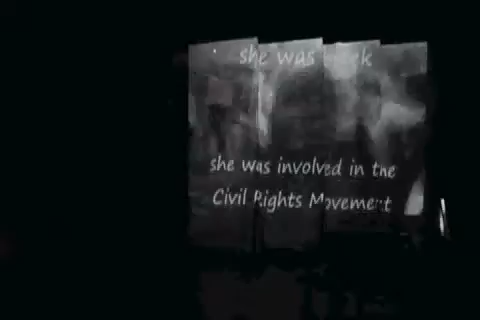 she was
she was involved in the
Civil Rights Movement